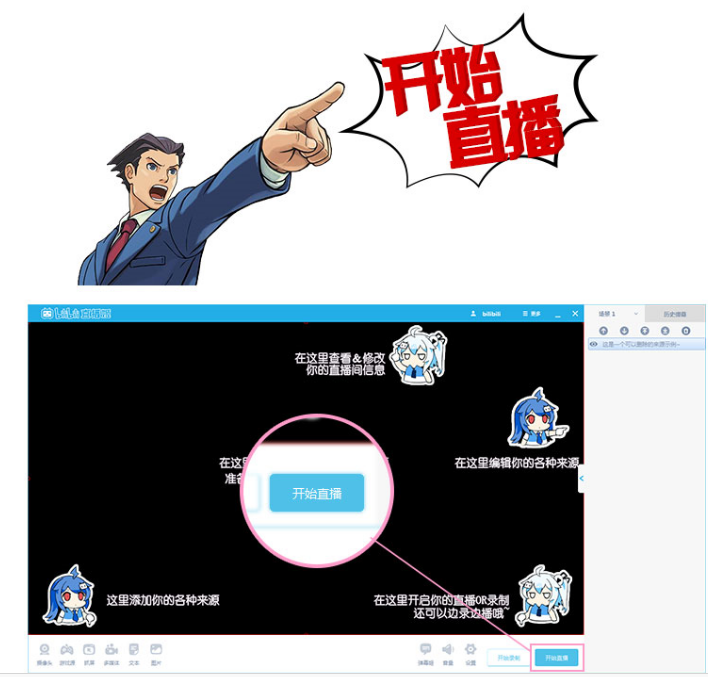 开始
直播
bilibili
更多
场景 1
历史弹幕
在这里查看&修改
你的直播间信息
这是一个可以删除的来源示例~
在这里编辑你的各种来源
在这
准备
开始直播
这里添加你的各种来源
在这里开启你的直播OR录制
还可以边录边播哦~
摄像头
游戏源
截屏
多媒体
文本
图片
弹幕姬
音量
设置
开始录制
开始直播